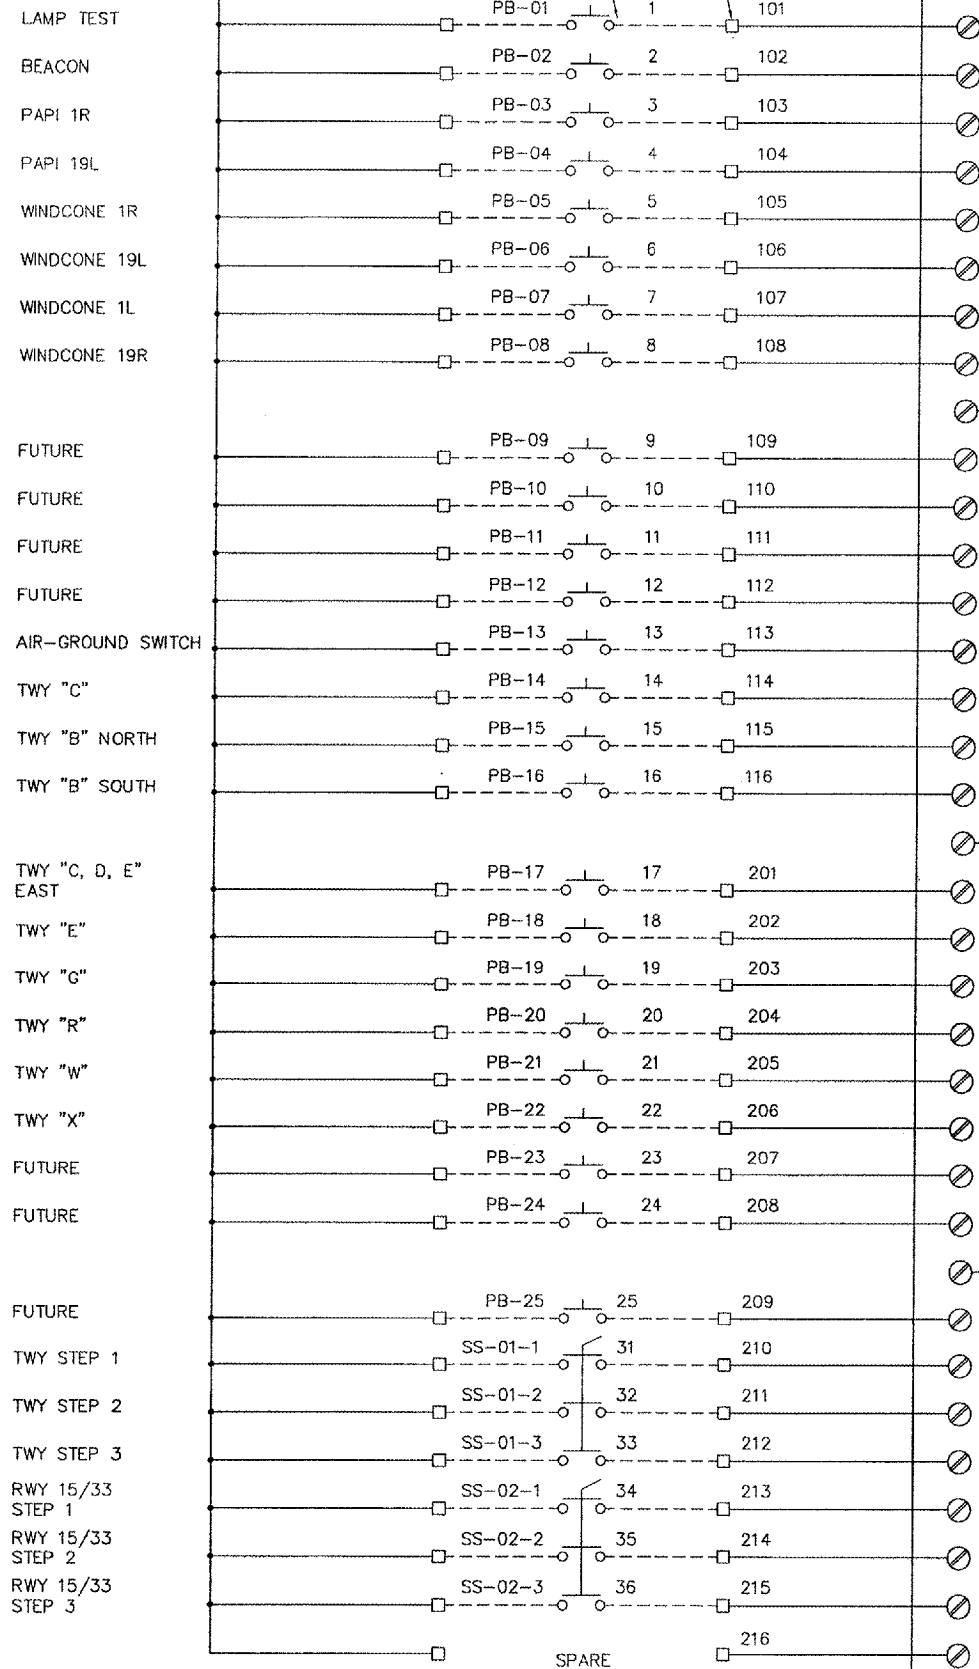 LAMP TEST PB-01 1 101
BEACON PB-02 2 102
PAPI 1R PB-03 3 103
PAPI 19L PB-04 4 104
WINDCONE 1R PB-05 5 105
WINDCONE 19L PB-06 6 106
WINDCONE 1L PB-07 7 107
WINDCONE 19R PB-08 8 108
FUTURE PB-09 9 109
FUTURE PB-10 10 110
FUTURE PB-11 11 111
FUTURE PB-12 12 112
AIR-GROUND SWITCH PB-13 13 113
TWY "C" PB-14 14 114
TWY "B" NORTH PB-15 15 115
TWY "B" SOUTH PB-16 16 116
TWY "C, D, E" PB-17 17 201
EAST
TWY "E" PB-18 18 202
TWY "G" PB-19 19 203
TWY "R" PB-20 20 204
TWY "W" PB-21 21 205
TWY "X" PB-22 22 206
FUTURE PB-23 23 207
FUTURE PB-24 24 208
FUTURE PB-25 25 209
TWY STEP 1 SS-01-1 31 210
TWY STEP 2 SS-01-2 32 211
TWY STEP 3 SS-01-3 33 212
RWY 15/33 SS-02-1 34 213
STEP 1
RWY 15/33 SS-02-2 35 214
STEP 2
RWY 15/33 SS-02-3 36 215
STEP 3
SPARE 216